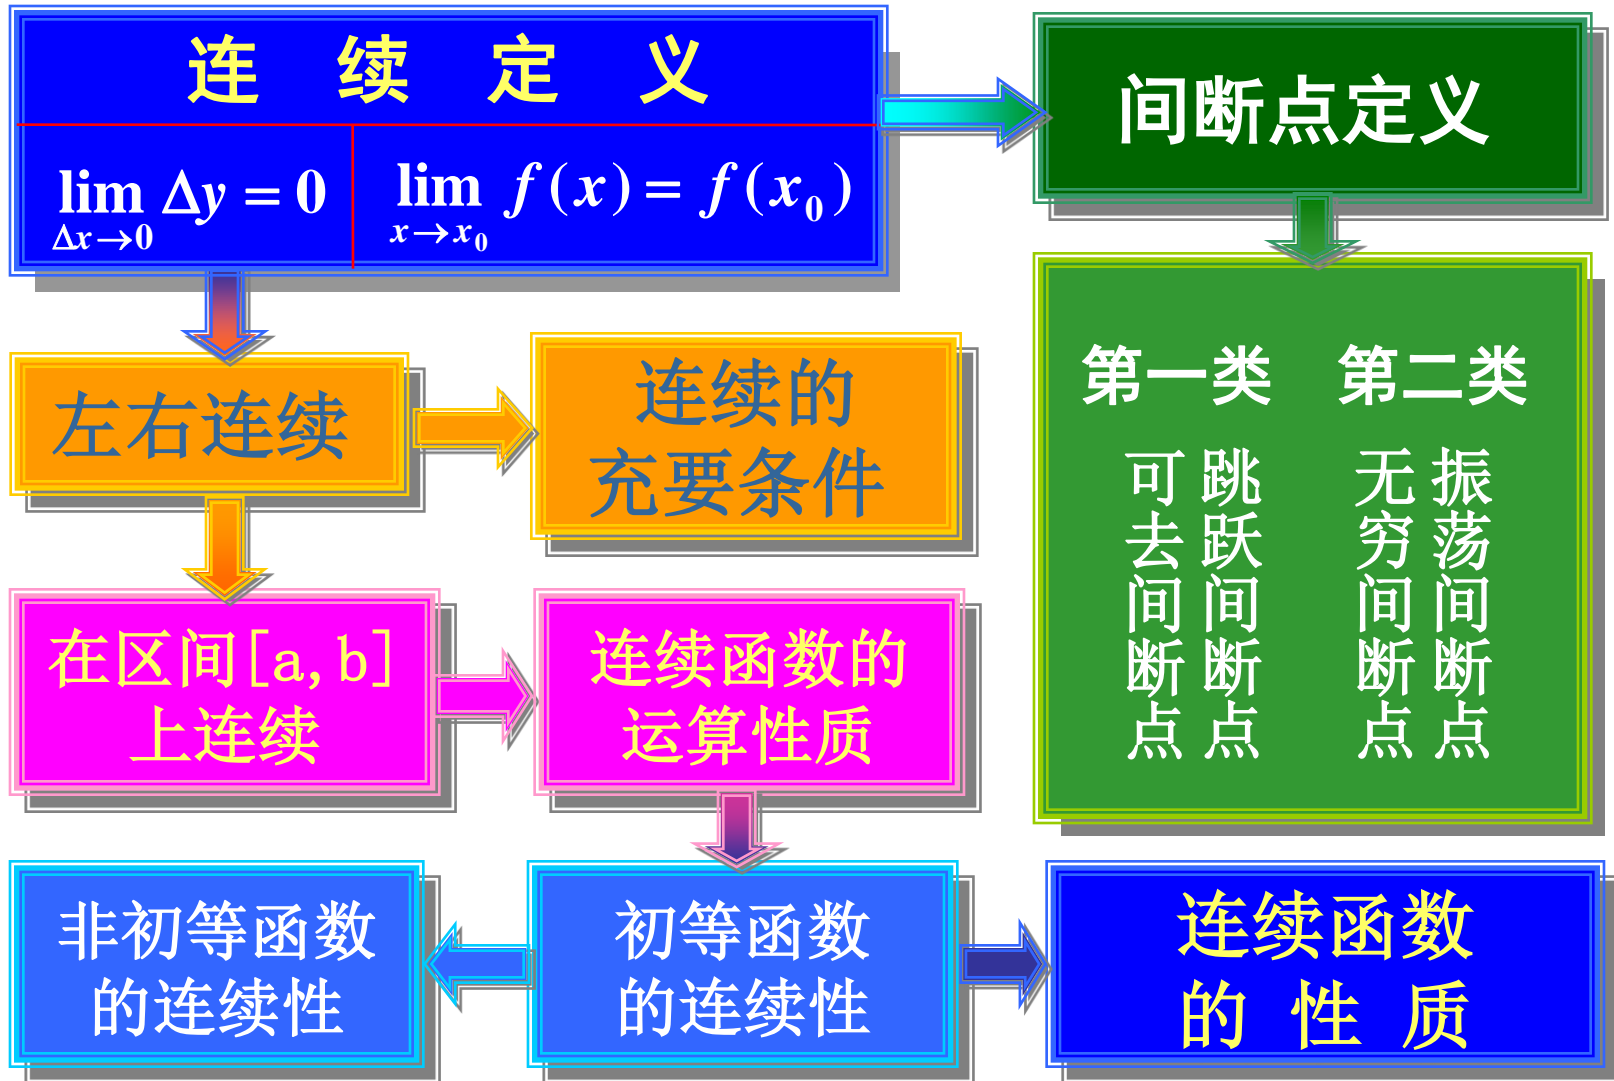 连 续 定 义
lim Δy = 0
Δx→0
lim f(x) = f(x₀)
x→x₀
间断点定义
第一类 第二类
可去间断点
跳跃间断点
无穷间断点
振荡间断点
左右连续
连续的
充要条件
在区间[a,b]
上连续
连续函数的
运算性质
非初等函数
的连续性
初等函数
的连续性
连续函数
的 性 质